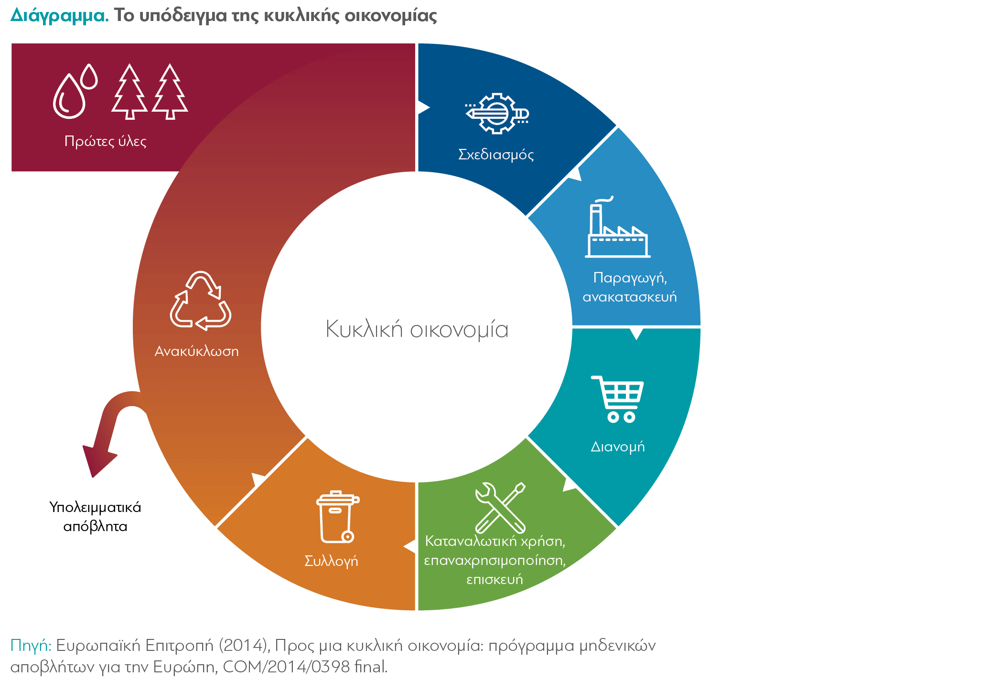 Διάγραμμα. Το υπόδειγμα της κυκλικής οικονομίας
Πρώτες ύλες
Σχεδιασμός
Παραγωγή,
ανακατασκευή
Διανομή
Καταναλωτική χρήση,
επαναχρησιμοποίηση,
επισκευή
Συλλογή
Ανακύκλωση
Υπολειμματικά
απόβλητα
Κυκλική οικονομία
Πηγή: Ευρωπαϊκή Επιτροπή (2014), Προς μια κυκλική οικονομία: πρόγραμμα μηδενικών
αποβλήτων για την Ευρώπη, COM/2014/0398 final.